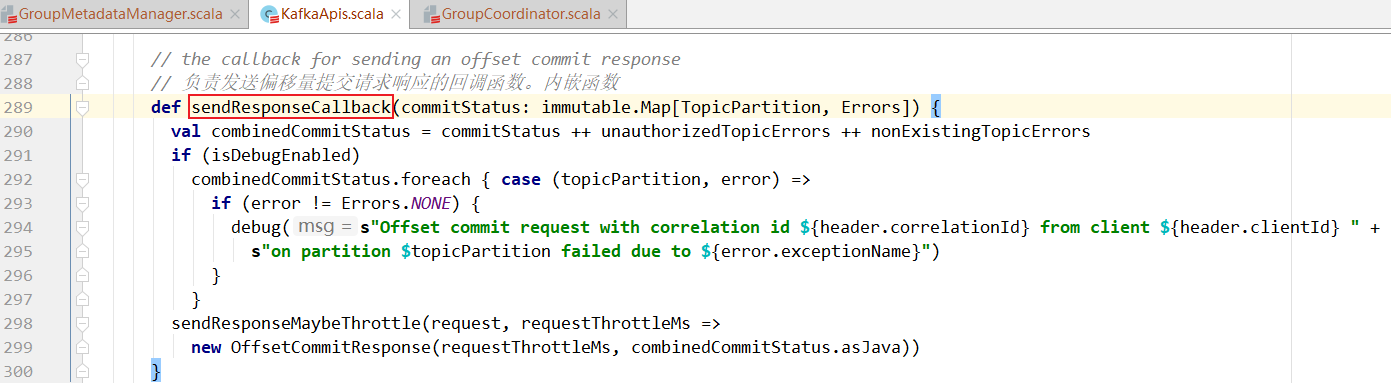 GroupMetadataManager.scala × KafkaApis.scala × GroupCoordinator.scala ×
286
287 // the callback for sending an offset commit response
288 // 负责发送偏移量提交请求响应的回调函数。内嵌函数
289 def sendResponseCallback(commitStatus: immutable.Map[TopicPartition, Errors]) {
290 val combinedCommitStatus = commitStatus ++ unauthorizedTopicErrors ++ nonExistingTopicErrors
291 if (isDebugEnabled)
292 combinedCommitStatus.foreach { case (topicPartition, error) =>
293 if (error != Errors.NONE) {
294 debug( msg = s"Offset commit request with correlation id ${header.correlationId} from client ${header.clientId} " +
295 s"on partition $topicPartition failed due to ${error.exceptionName}")
296 }
297 }
298 sendResponseMaybeThrottle(request, requestThrottleMs =>
299 new OffsetCommitResponse(requestThrottleMs, combinedCommitStatus.asJava))
300 }